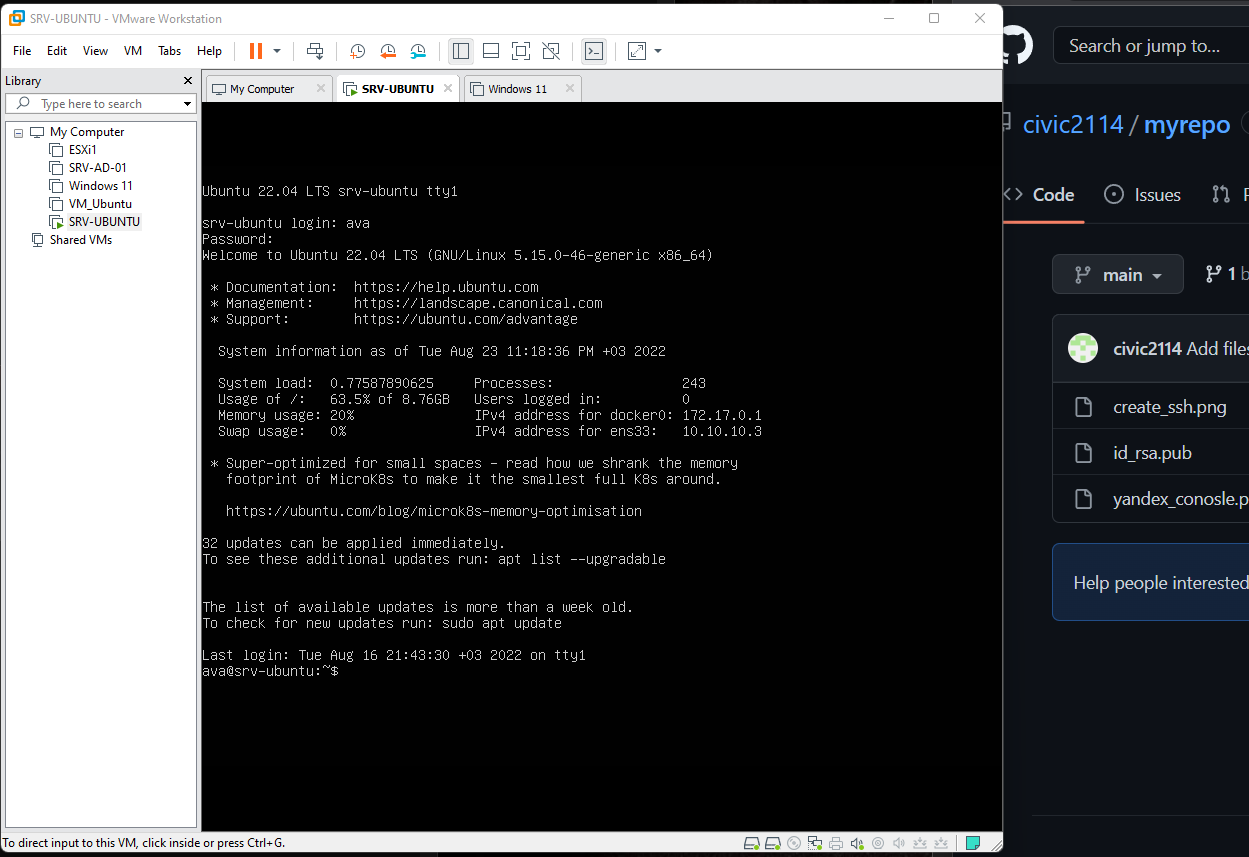 SRV-UBUNTU - VMware Workstation
File Edit View VM Tabs Help
Library
Type here to search
My Computer
ESXi1
SRV-AD-01
Windows 11
VM_Ubuntu
SRV-UBUNTU
Shared VMs
My Computer SRV-UBUNTU Windows 11
Ubuntu 22.04 LTS srv-ubuntu tty1
srv-ubuntu login: ava
Password:
Welcome to Ubuntu 22.04 LTS (GNU/Linux 5.15.0-46-generic x86_64)
* Documentation: https://help.ubuntu.com
* Management: https://landscape.canonical.com
* Support: https://ubuntu.com/advantage
System information as of Tue Aug 23 11:18:36 PM +03 2022
System load: 0.77587890625 Processes: 243
Usage of /: 63.5% of 8.76GB Users logged in: 0
Memory usage: 20% IPv4 address for docker0: 172.17.0.1
Swap usage: 0% IPv4 address for ens33: 10.10.10.3
* Super-optimized for small spaces - read how we shrank the memory
footprint of MicroK8s to make it the smallest full K8s around.
https://ubuntu.com/blog/microk8s-memory-optimisation
32 updates can be applied immediately.
To see these additional updates run: apt list --upgradable
The list of available updates is more than a week old.
To check for new updates run: sudo apt update
Last login: Tue Aug 16 21:43:30 +03 2022 on tty1
ava@srv-ubuntu:~$
To direct input to this VM, click inside or press Ctrl+G.
Search or jump to...
civic2114 / myrepo
Code Issues
main 1 b
civic2114 Add files
create_ssh.png
id_rsa.pub
yandex_conosle.p
Help people interested